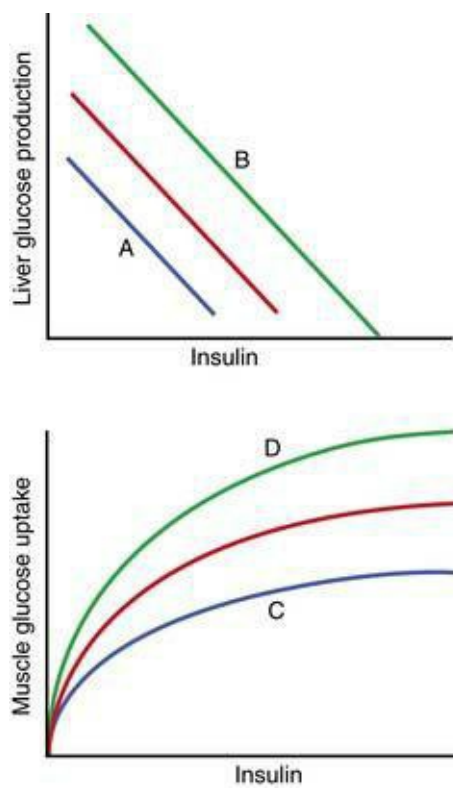 Liver glucose production
B
A
Insulin
Muscle glucose uptake
D
C
Insulin